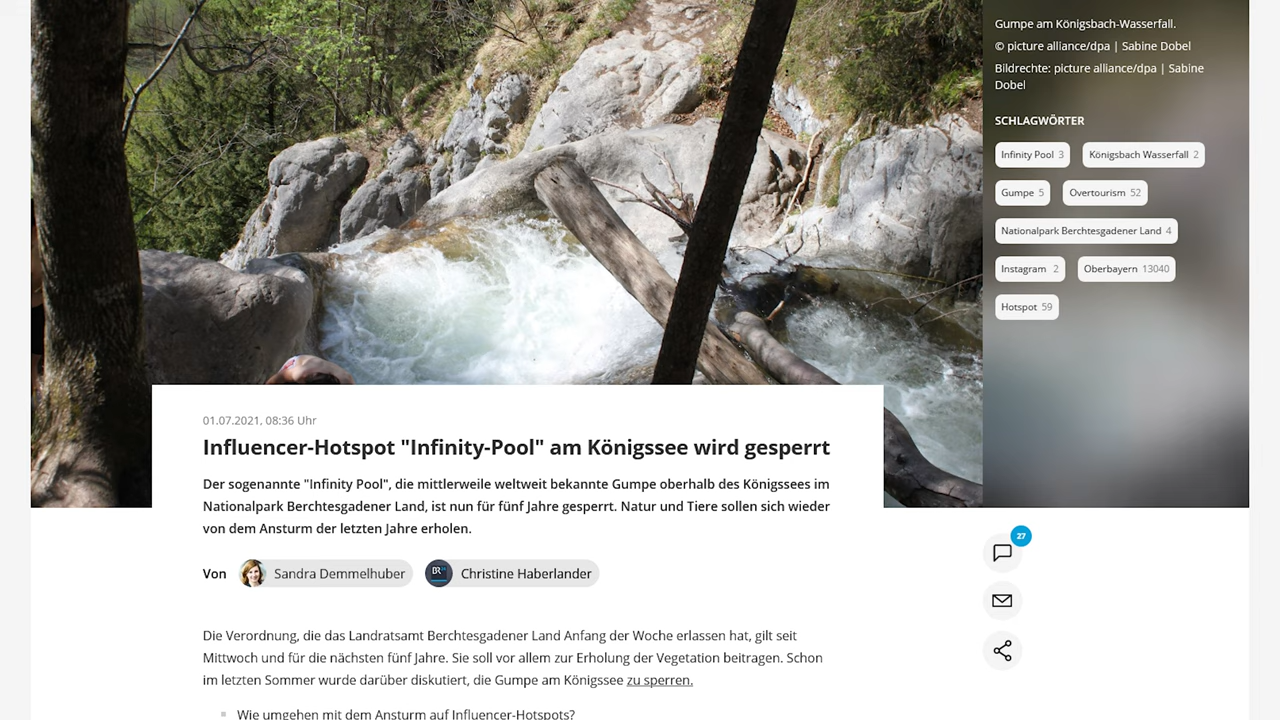 Gumpe am Königsbach-Wasserfall.
© picture alliance/dpa | Sabine Dobel
Bildrechte: picture alliance/dpa | Sabine
Dobel
SCHLAGWÖRTER
Infinity Pool 3 Königsbach Wasserfall 2
Gumpe 5 Overtourism 52
Nationalpark Berchtesgadener Land 4
Instagram 2 Oberbayern 13040
Hotspot 59
01.07.2021, 08:36 Uhr
Influencer-Hotspot "Infinity-Pool" am Königssee wird gesperrt
Der sogenannte "Infinity Pool", die mittlerweile weltweit bekannte Gumpe oberhalb des Königssees im
Nationalpark Berchtesgadener Land, ist nun für fünf Jahre gesperrt. Natur und Tiere sollen sich wieder
von dem Ansturm der letzten Jahre erholen.
Von Sandra Demmelhuber BR Christine Haberlander
27
Die Verordnung, die das Landratsamt Berchtesgadener Land Anfang der Woche erlassen hat, gilt seit
Mittwoch und für die nächsten fünf Jahre. Sie soll vor allem zur Erholung der Vegetation beitragen. Schon
im letzten Sommer wurde darüber diskutiert, die Gumpe am Königssee zu sperren.
Wie umgehen mit dem Ansturm auf Influencer-Hotspots?